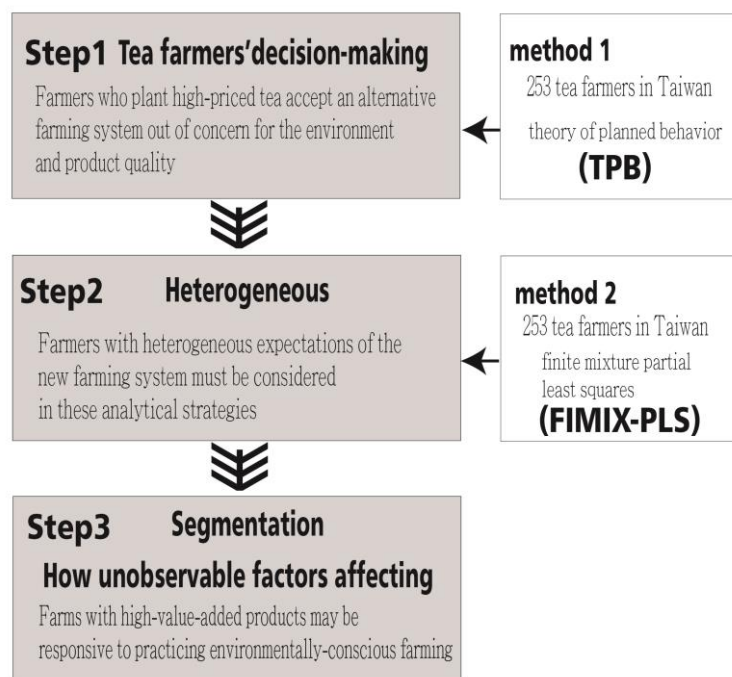 Step1 Tea farmers'decision-making
Farmers who plant high-priced tea accept an alternative
farming system out of concern for the environment
and product quality
method 1
253 tea farmers in Taiwan
theory of planned behavior
(TPB)
Step2 Heterogeneous
Farmers with heterogeneous expectations of the
new farming system must be considered
in these analytical strategies
method 2
253 tea farmers in Taiwan
finite mixture partial
least squares
(FIMIX-PLS)
Step3 Segmentation
How unobservable factors affecting
Farms with high-value-added products may be
responsive to practicing environmentally-conscious farming